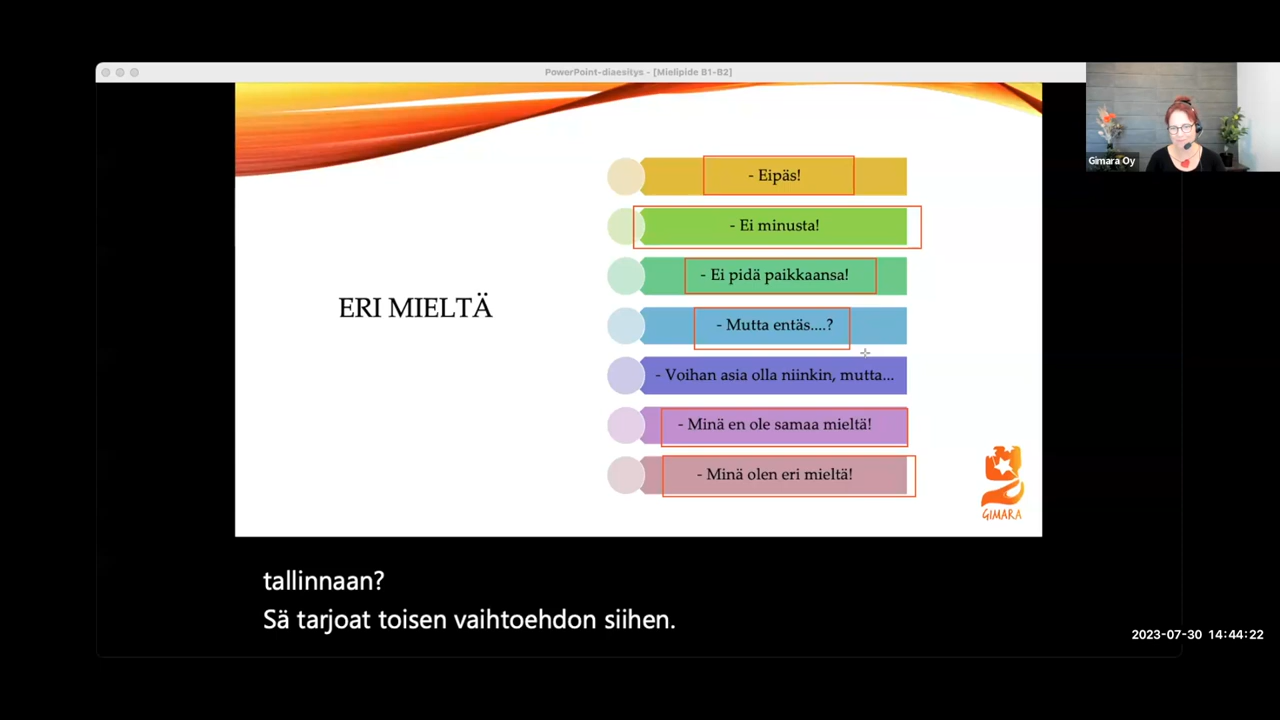 PowerPoint-diaesitys - [Mielipide B1-B2]
Gimara Oy
- Eipäs!
- Ei minusta!
- Ei pidä paikkaansa!
ERI MIELTÄ
- Mutta entäs....?
- Voihan asia olla niinkin, mutta...
- Minä en ole samaa mieltä!
- Minä olen eri mieltä!
GIMARA
tallinnaan?
Sä tarjoat toisen vaihtoehdon siihen.
2023-07-30 14:44:22